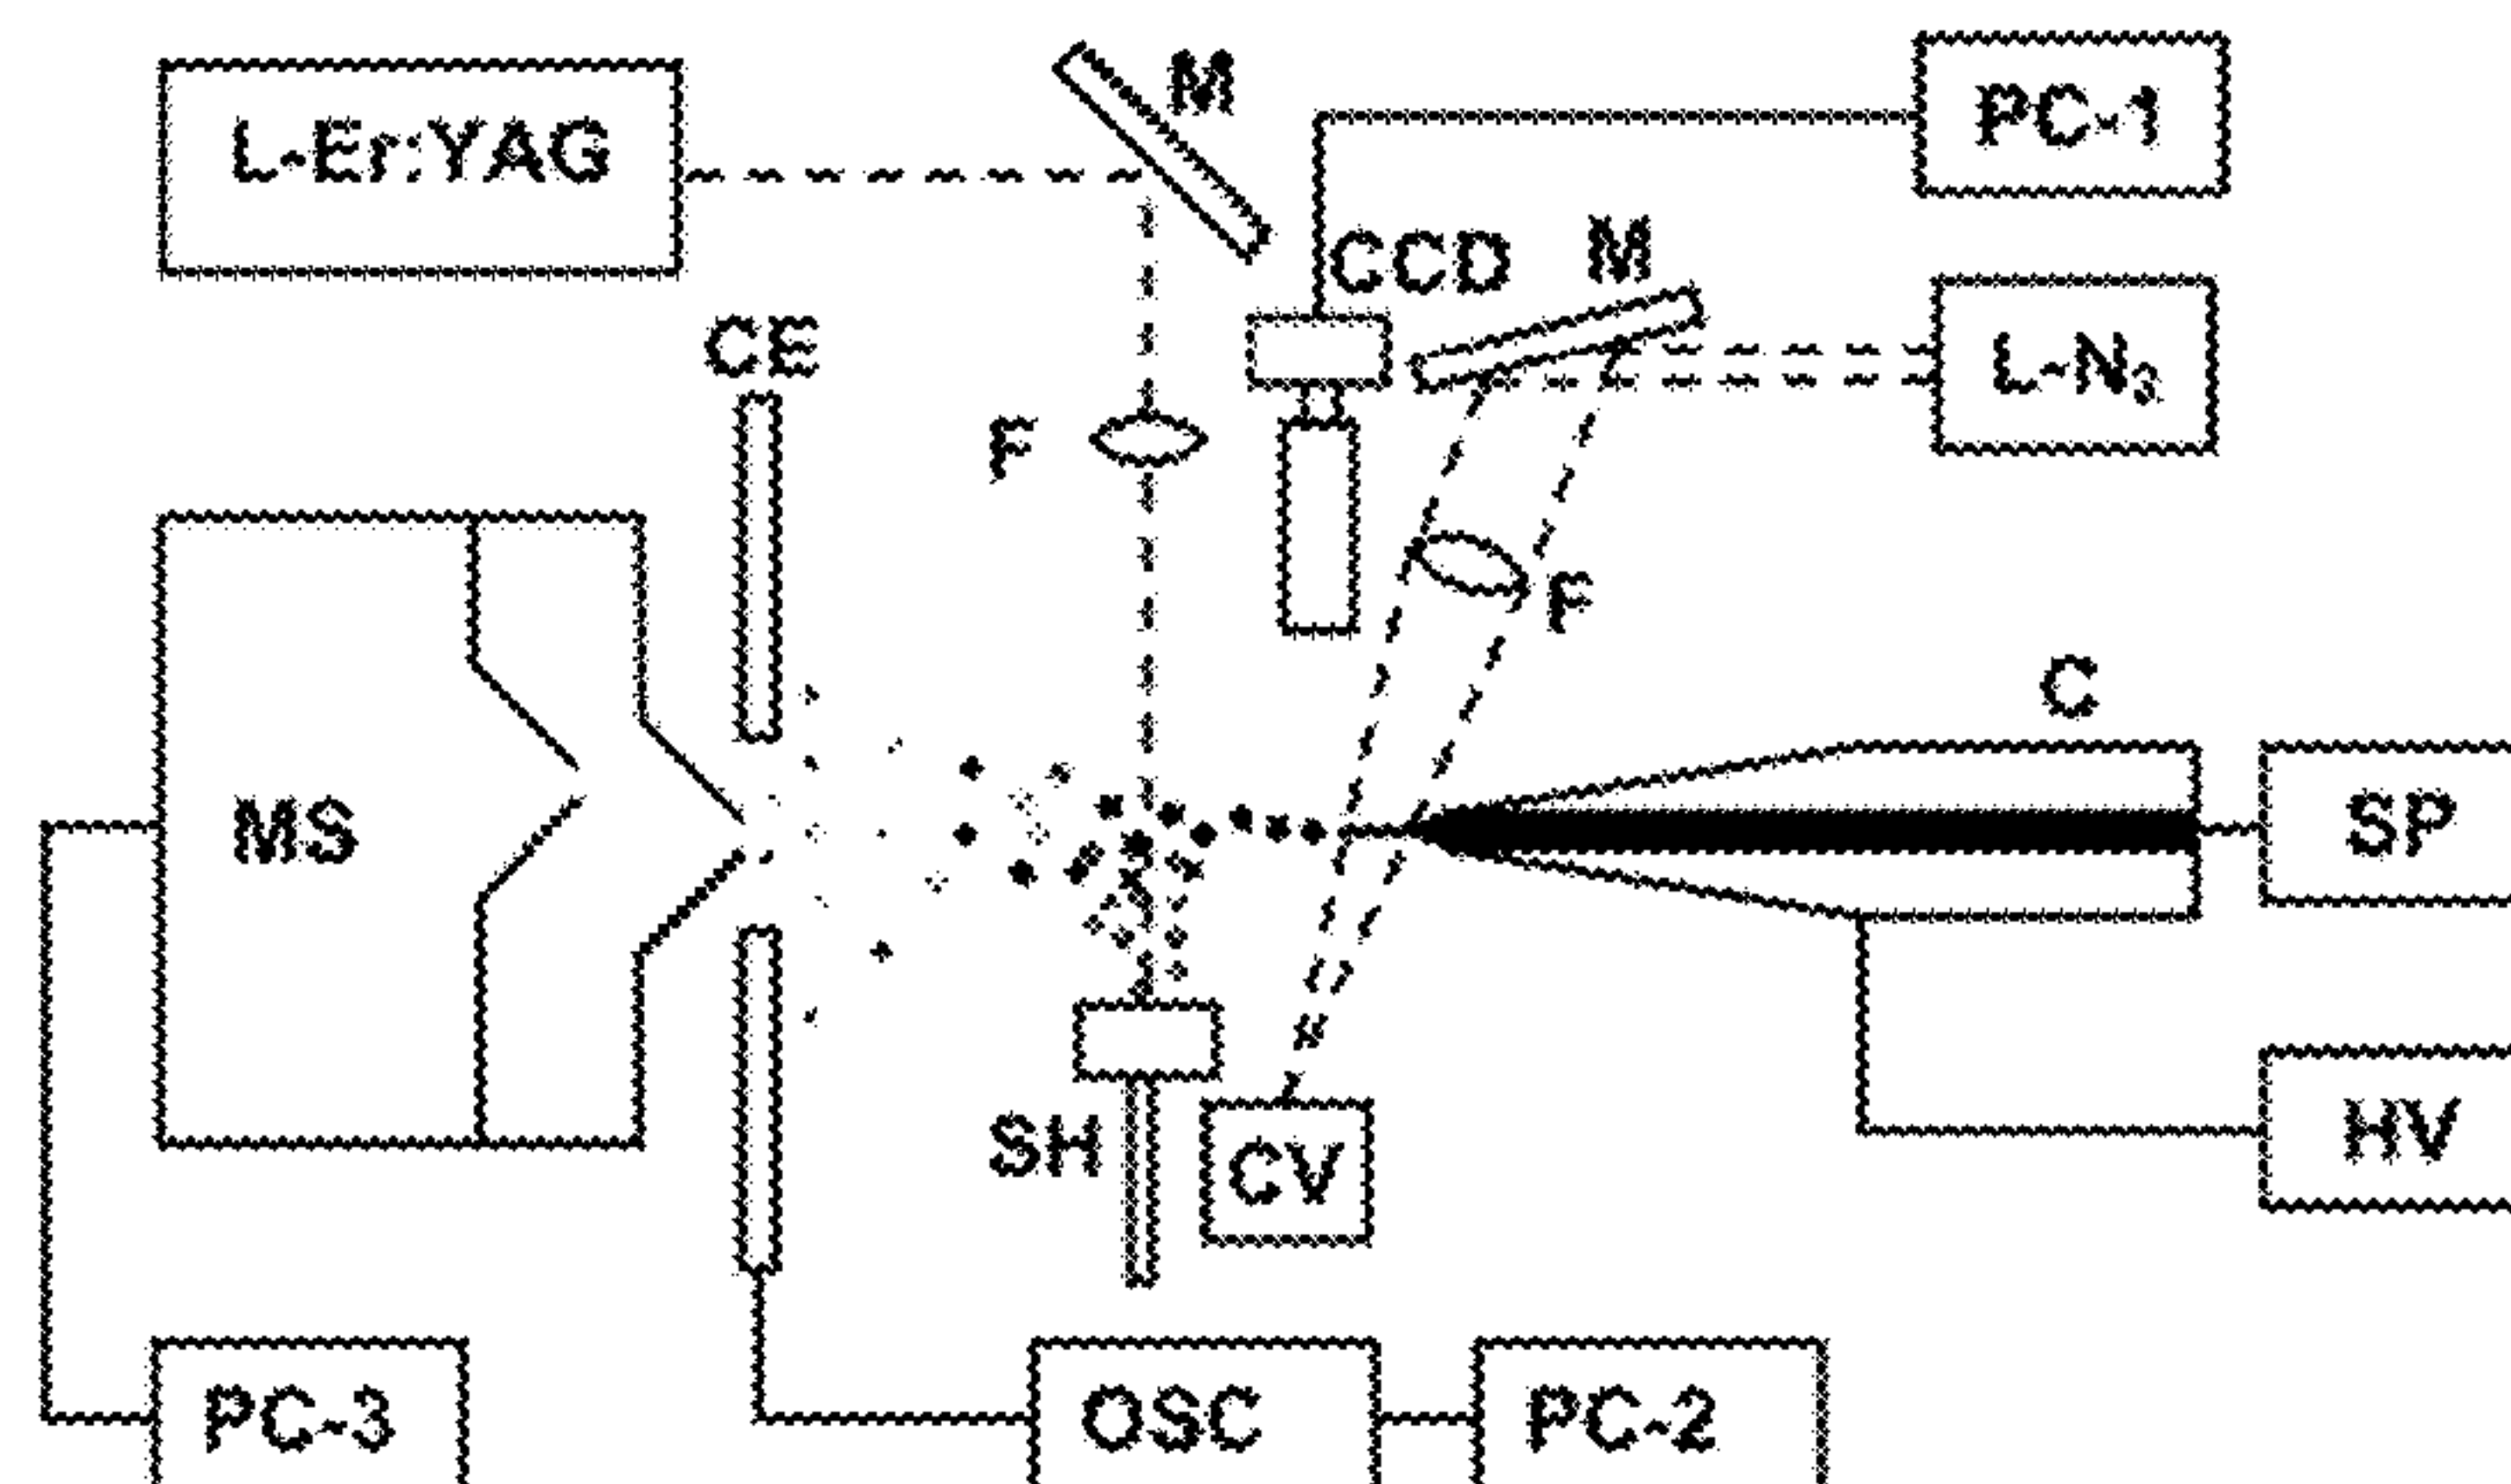 M
PC-1
L-Er:YAG
CCD
M
CE
L-N₃
F
F
C
MS
SP
SH
CV
HV
PC-3
OSC
PC-2